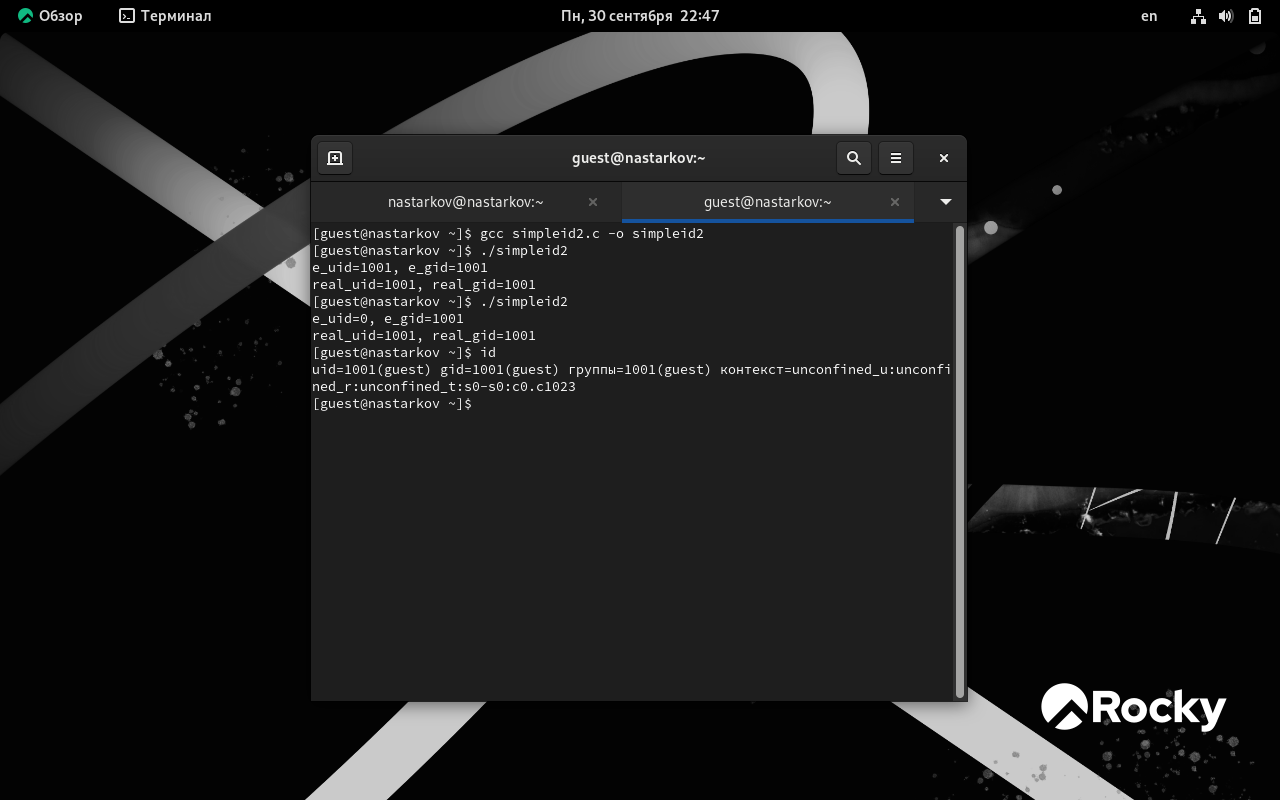 Обзор Терминал Пн, 30 сентября 22:47 en
guest@nastarkov:~
nastarkov@nastarkov:~ guest@nastarkov:~
[guest@nastarkov ~]$ gcc simpleid2.c -o simpleid2
[guest@nastarkov ~]$ ./simpleid2
e_uid=1001, e_gid=1001
real_uid=1001, real_gid=1001
[guest@nastarkov ~]$ ./simpleid2
e_uid=0, e_gid=1001
real_uid=1001, real_gid=1001
[guest@nastarkov ~]$ id
uid=1001(guest) gid=1001(guest) группы=1001(guest) контекст=unconfined_u:unconfi
ned_r:unconfined_t:s0-s0:c0.c1023
[guest@nastarkov ~]$
Rocky